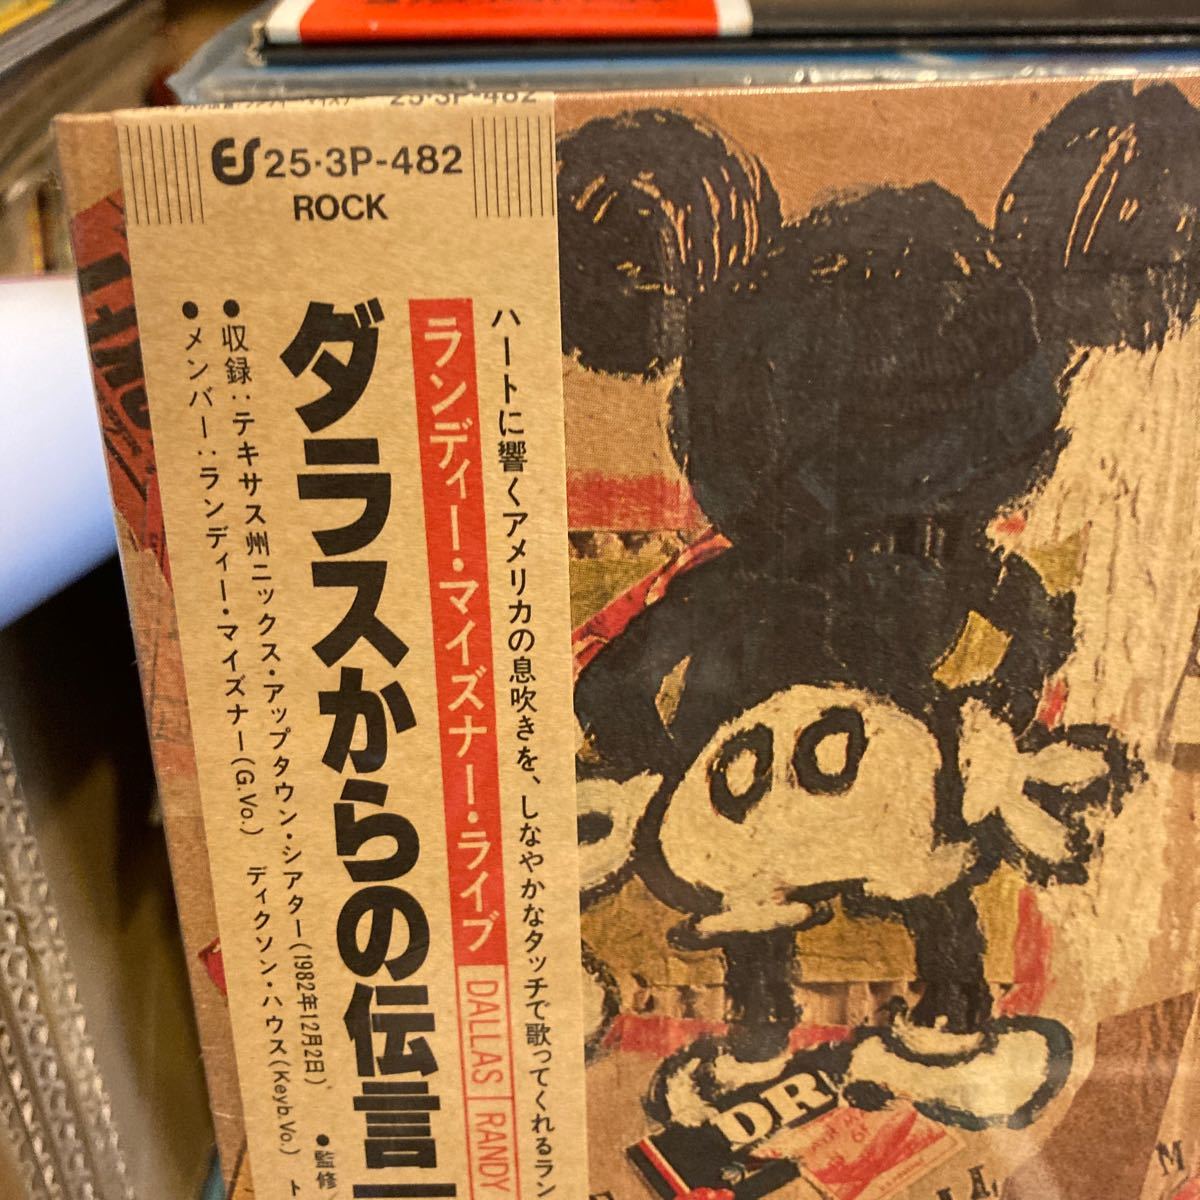 25・3P-482
ES 25・3P-482
ROCK
ハートに響くアメリカの息吹きを、しなやかなタッチで歌ってくれるラン
ランディー・マイズナー・ライブ DALLAS RANDY
ダラスからの伝言
●収録:テキサス州ニックス・アップタウン・シアター(1982年12月2日) ●監修
●メンバー:ランディー・マイズナー(G.Vo.) ディクソン・ハウス(Keyb.Vo.) ト
DR
M